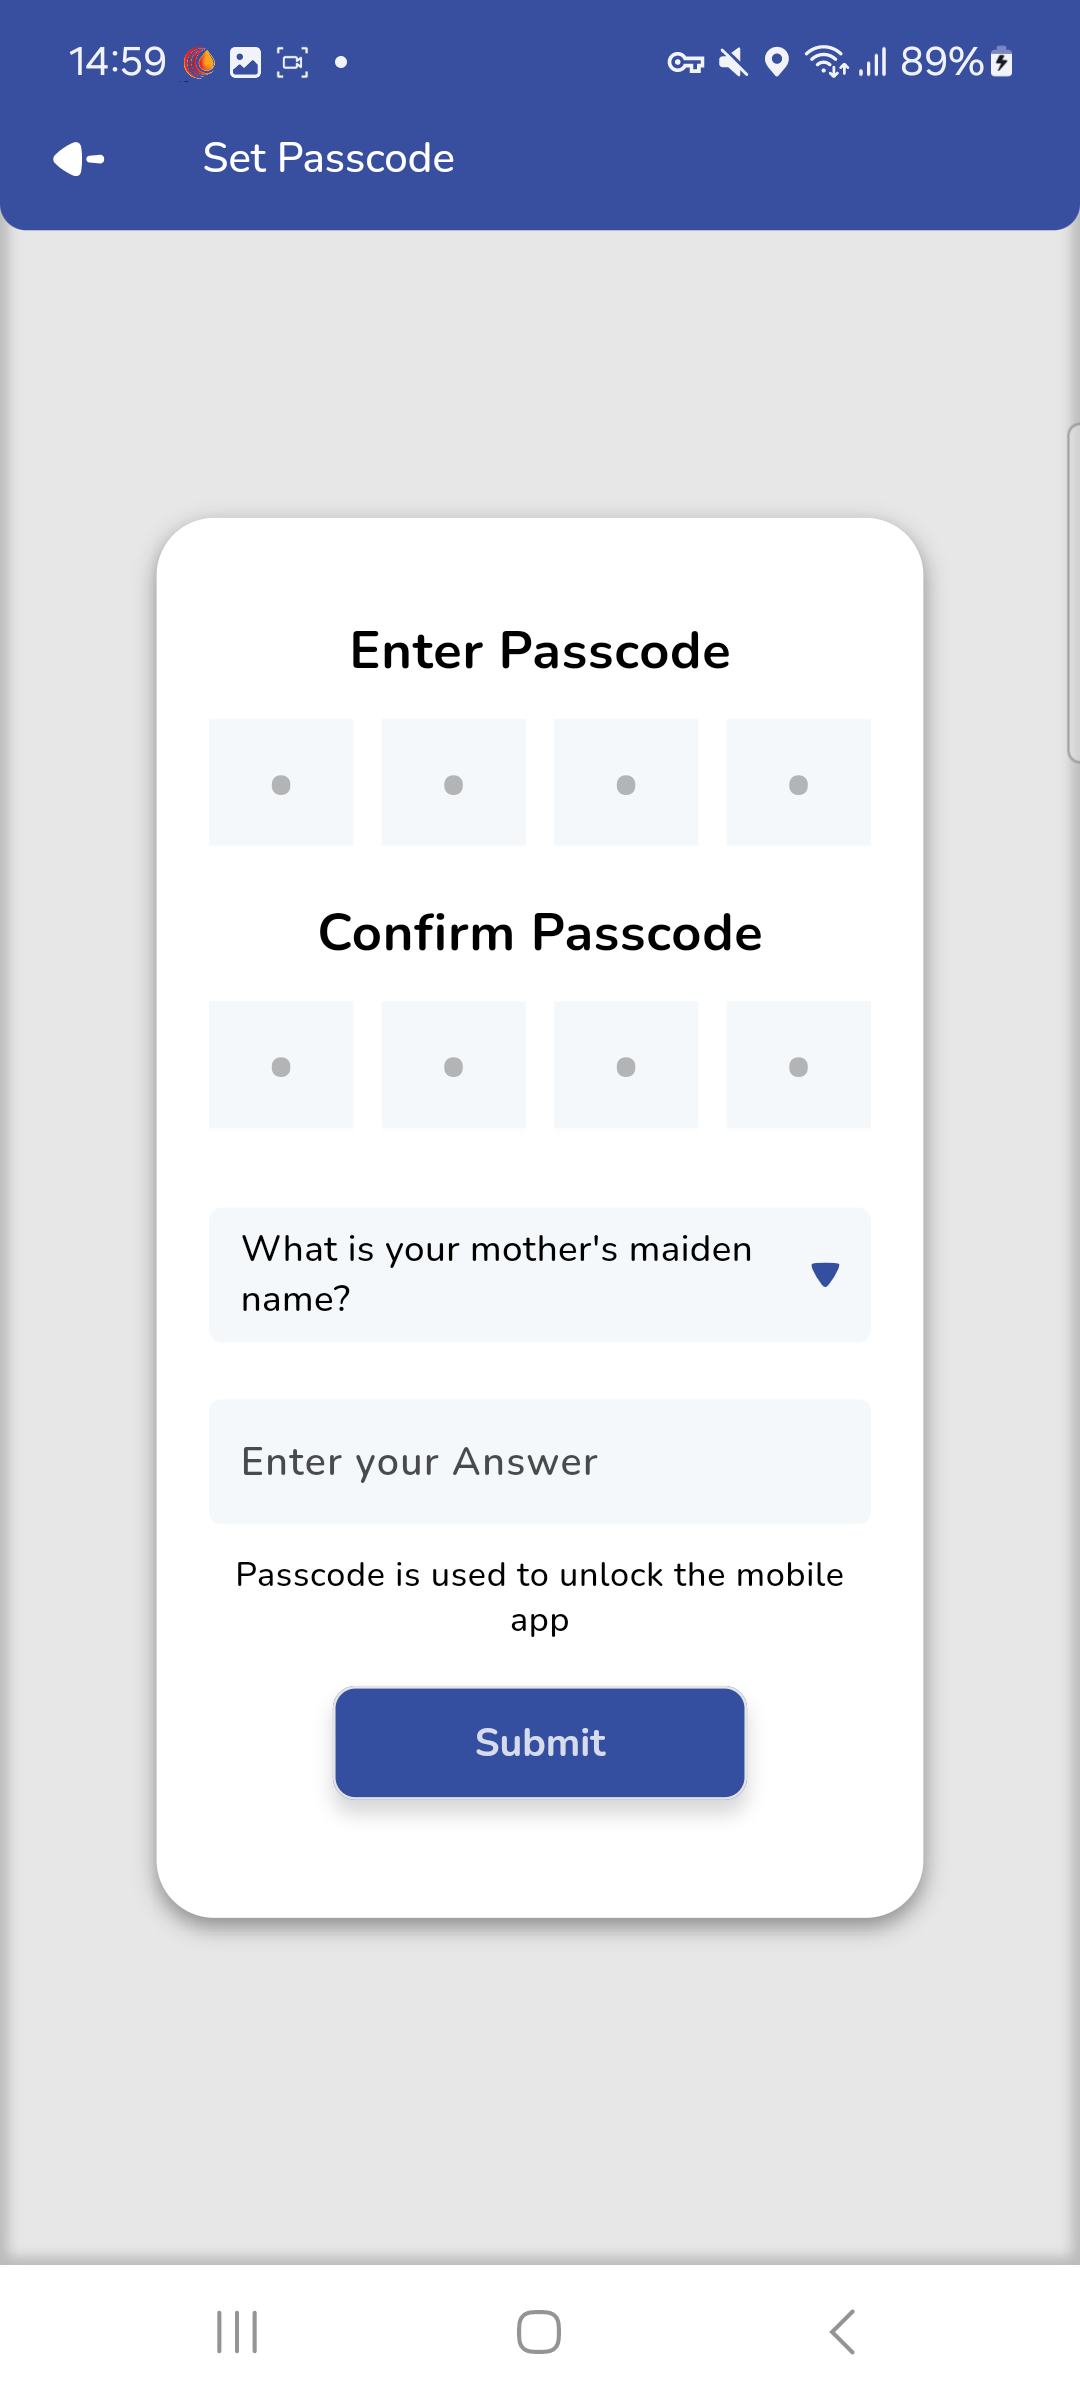 14:59
89%
Set Passcode
Enter Passcode
Confirm Passcode
What is your mother's maiden
name?
Enter your Answer
Passcode is used to unlock the mobile
app
Submit